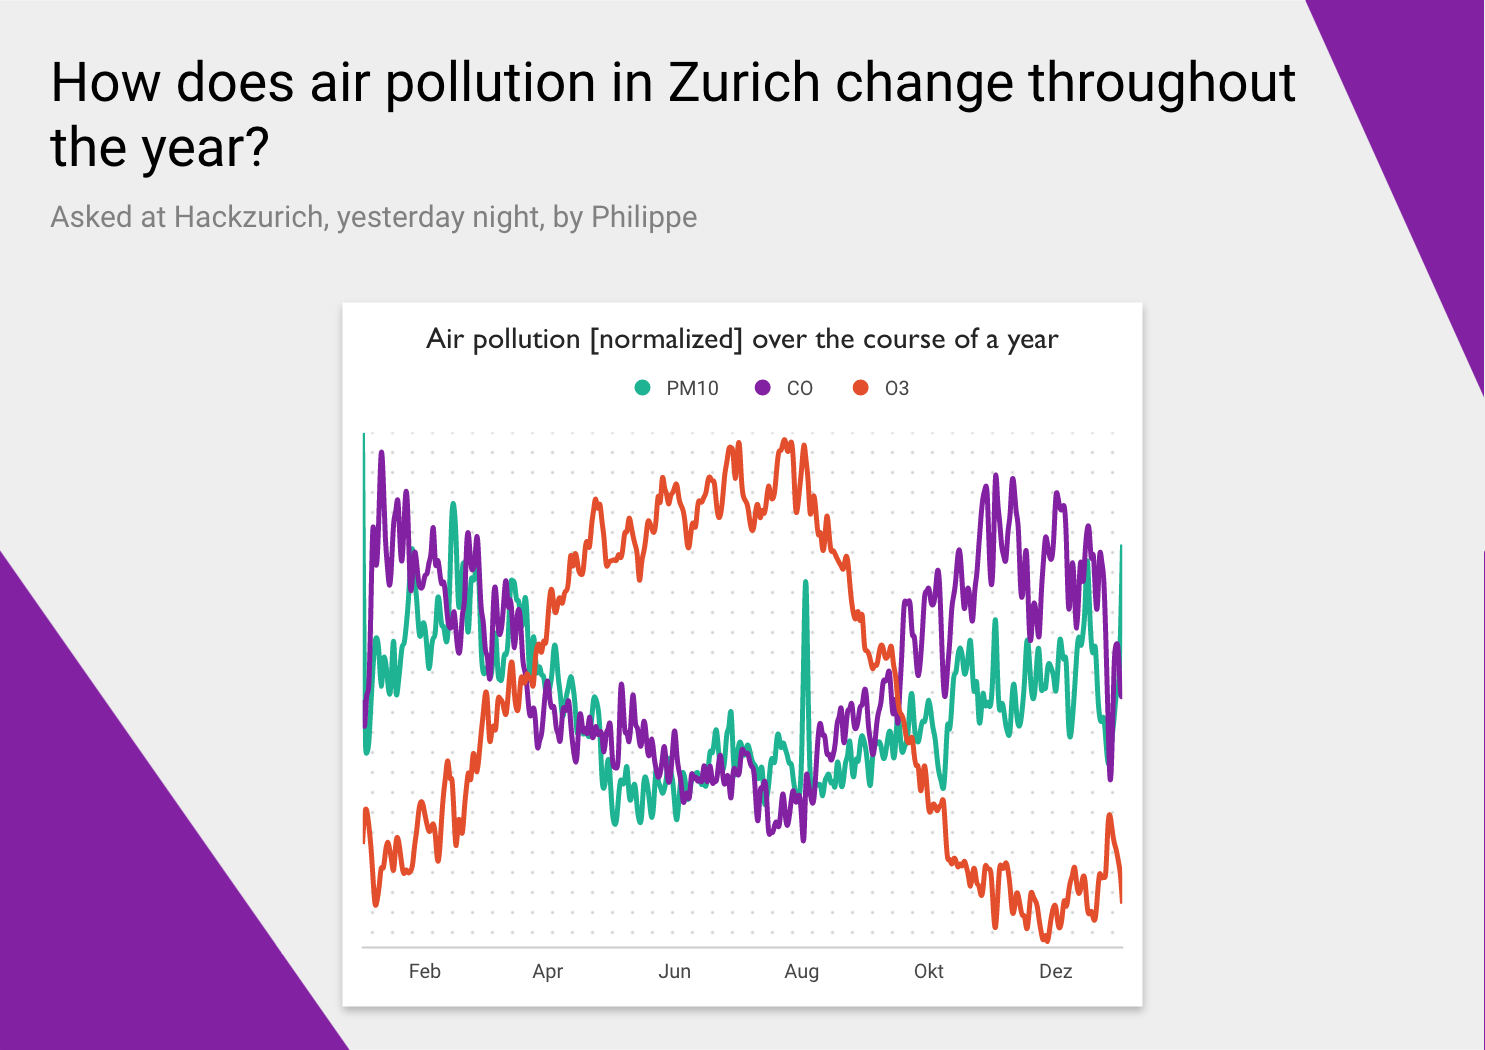 How does air pollution in Zurich change throughout
the year?
Asked at Hackzurich, yesterday night, by Philippe
Air pollution [normalized] over the course of a year
PM10 CO O3
Feb Apr Jun Aug Okt Dez